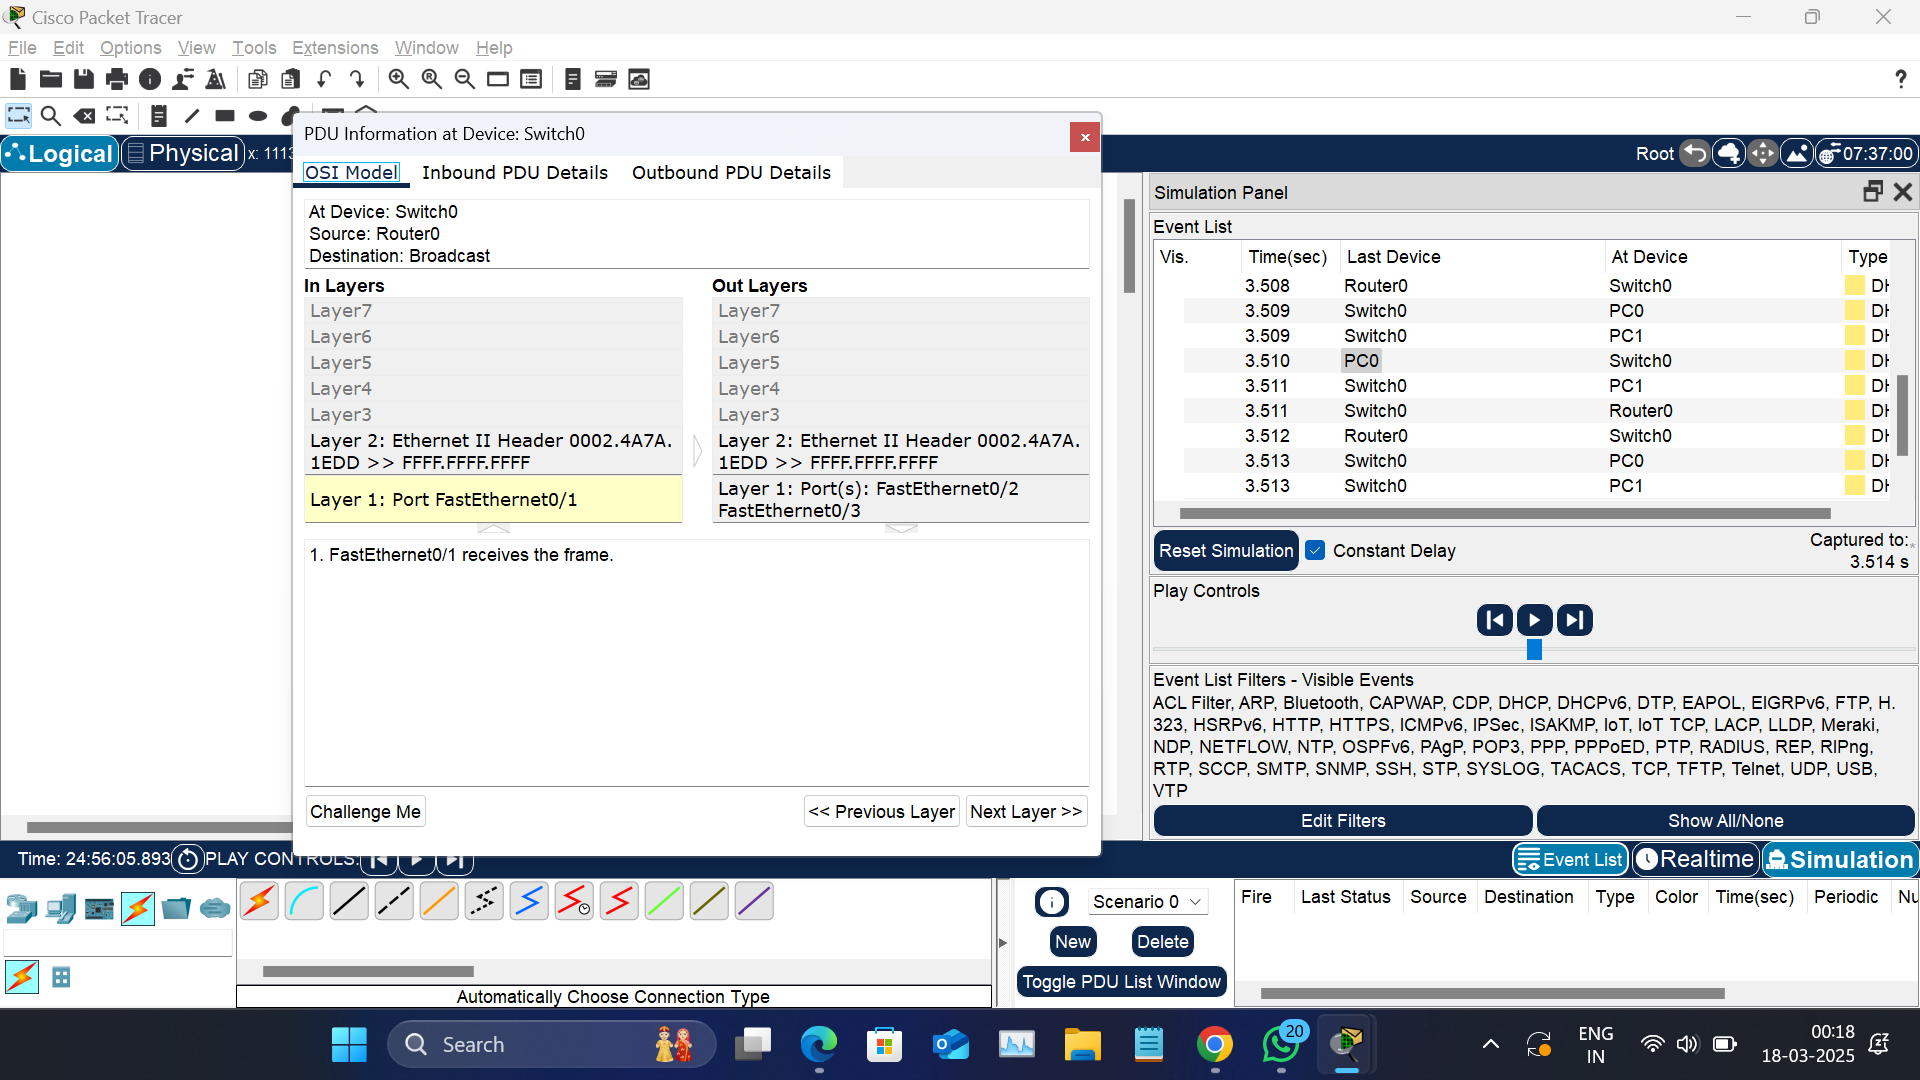 Cisco Packet Tracer
File Edit Options View Tools Extensions Window Help
?
PDU Information at Device: Switch0
Logical Physical x: 1113
Root 07:37:00
OSI Model Inbound PDU Details Outbound PDU Details
At Device: Switch0
Source: Router0
Destination: Broadcast
In Layers Out Layers
Layer7 Layer7
Layer6 Layer6
Layer5 Layer5
Layer4 Layer4
Layer3 Layer3
Layer 2: Ethernet II Header 0002.4A7A.
1EDD >> FFFF.FFFF.FFFF
Layer 2: Ethernet II Header 0002.4A7A.
1EDD >> FFFF.FFFF.FFFF
Layer 1: Port FastEthernet0/1
Layer 1: Port(s): FastEthernet0/2
FastEthernet0/3
1. FastEthernet0/1 receives the frame.
Challenge Me << Previous Layer Next Layer >>
Simulation Panel
Event List
Vis. Time(sec) Last Device At Device Type
3.508 Router0 Switch0 DH
3.509 Switch0 PC0 DH
3.509 Switch0 PC1 DH
3.510 PC0 Switch0 DH
3.511 Switch0 PC1 DH
3.511 Switch0 Router0 DH
3.512 Router0 Switch0 DH
3.513 Switch0 PC0 DH
3.513 Switch0 PC1 DH
Reset Simulation Constant Delay
Captured to:
3.514 s
Play Controls
Event List Filters - Visible Events
ACL Filter, ARP, Bluetooth, CAPWAP, CDP, DHCP, DHCPv6, DTP, EAPOL, EIGRPv6, FTP, H.
323, HSRPv6, HTTP, HTTPS, ICMPv6, IPSec, ISAKMP, IoT, IoT TCP, LACP, LLDP, Meraki,
NDP, NETFLOW, NTP, OSPFv6, PAgP, POP3, PPP, PPPoED, PTP, RADIUS, REP, RIPng,
RTP, SCCP, SMTP, SNMP, SSH, STP, SYSLOG, TACACS, TCP, TFTP, Telnet, UDP, USB,
VTP
Edit Filters Show All/None
Time: 24:56:05.893 PLAY CONTROLS:
Event List Realtime Simulation
Scenario 0
New Delete
Toggle PDU List Window
Fire Last Status Source Destination Type Color Time(sec) Periodic Nu
Automatically Choose Connection Type
Search
20
ENG
IN
00:18
18-03-2025